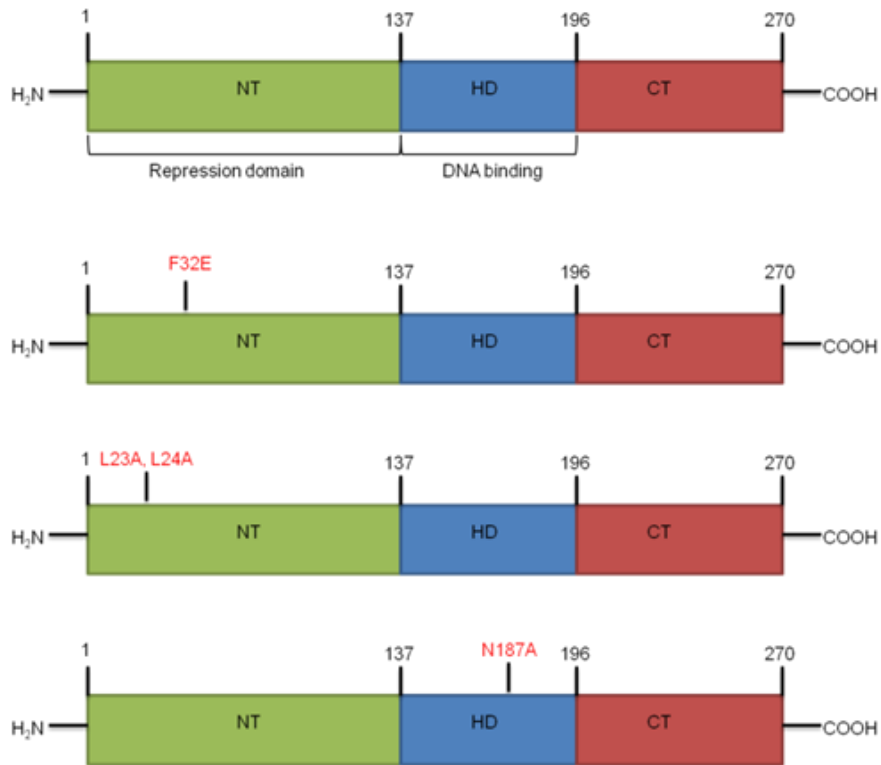 1 137 196 270
H₂N NT HD CT COOH
Repression domain DNA binding
F32E
1 137 196 270
H₂N NT HD CT COOH
L23A, L24A
1 137 196 270
H₂N NT HD CT COOH
N187A
1 137 196 270
H₂N NT HD CT COOH